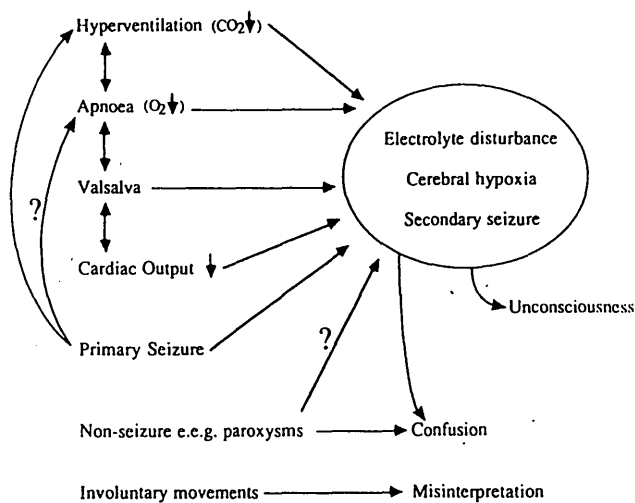 Hyperventilation (CO2↓)
Apnoea (O2↓)
Electrolyte disturbance
Valsalva
Cerebral hypoxia
Secondary seizure
?
Cardiac Output ↓
Unconsciousness
Primary Seizure
?
Non-seizure e.e.g. paroxysms
Confusion
Involuntary movements
Misinterpretation